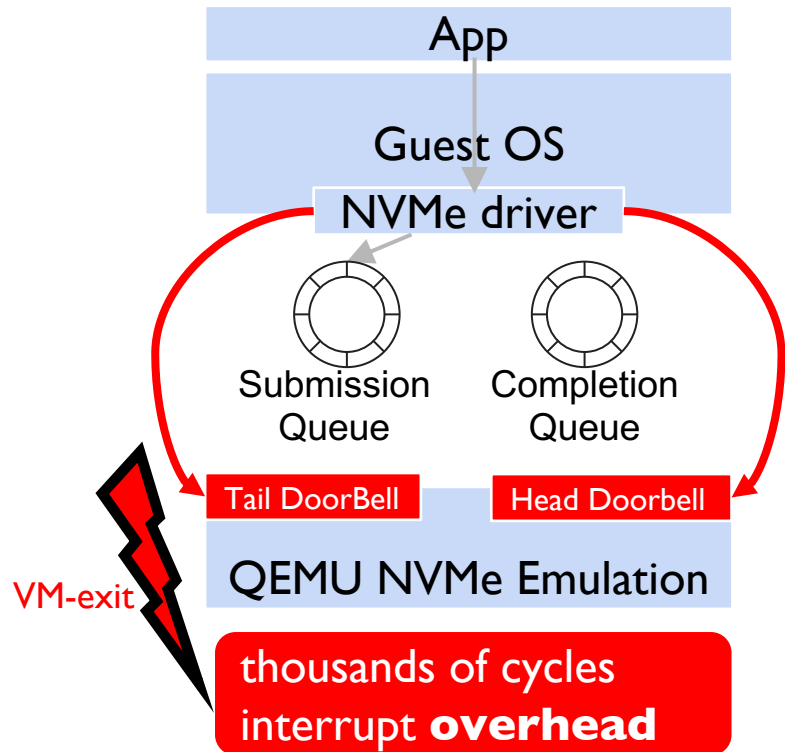 App
Guest OS
NVMe driver
Submission
Queue
Completion
Queue
Tail DoorBell
Head Doorbell
QEMU NVMe Emulation
VM-exit
thousands of cycles
interrupt overhead